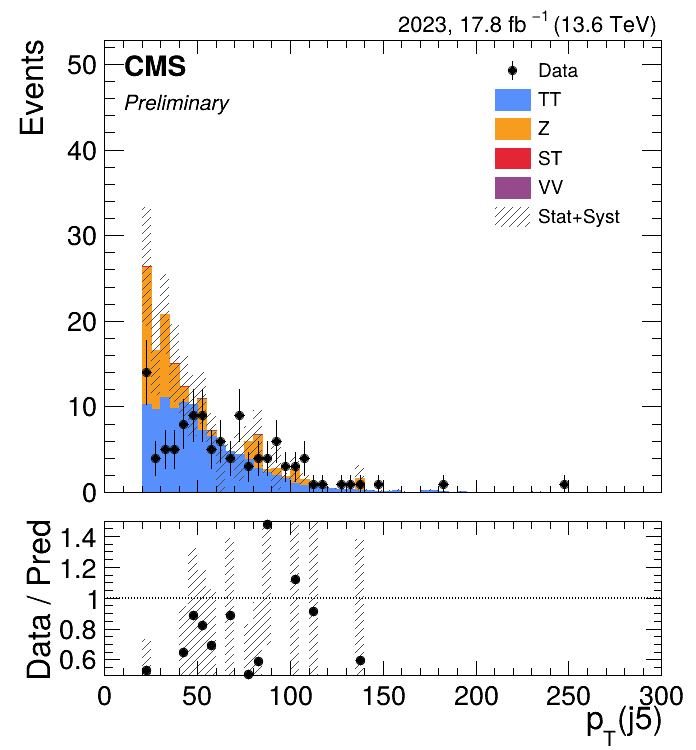 2023, 17.8 fb⁻¹ (13.6 TeV)
CMS
Preliminary
Events
50
40
30
20
10
0
Data
TT
Z
ST
VV
Stat+Syst
Data / Pred
1.4
1.2
1
0.8
0.6
0 50 100 150 200 250 300
p_T(j5)